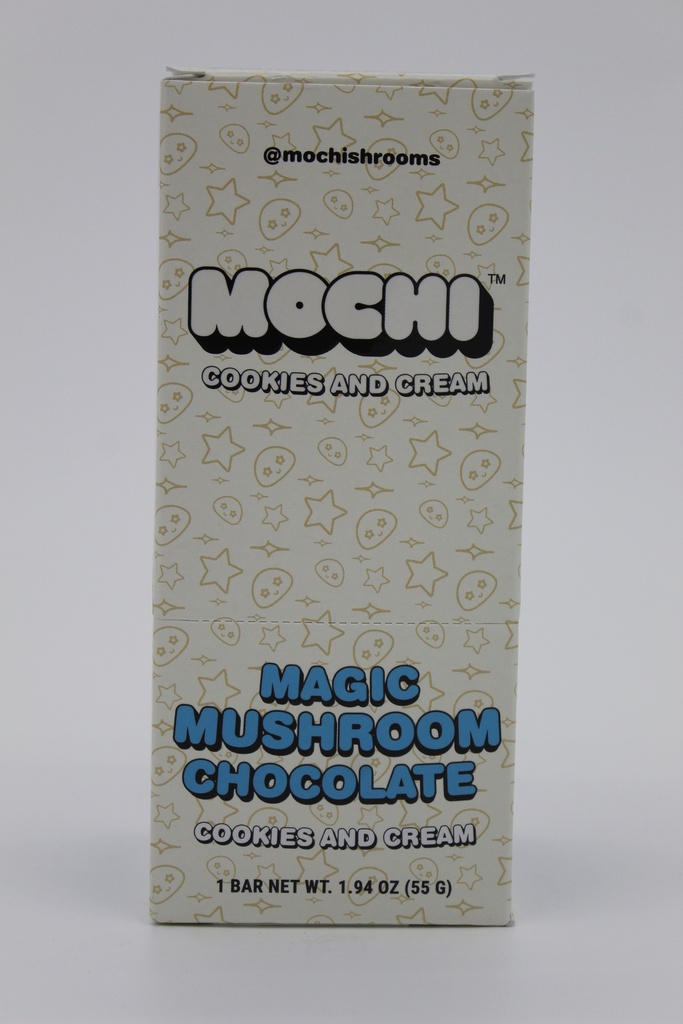 @mochishrooms
MOCHI™
COOKIES AND CREAM
MAGIC
MUSHROOM
CHOCOLATE
COOKIES AND CREAM
1 BAR NET WT. 1.94 OZ (55 G)